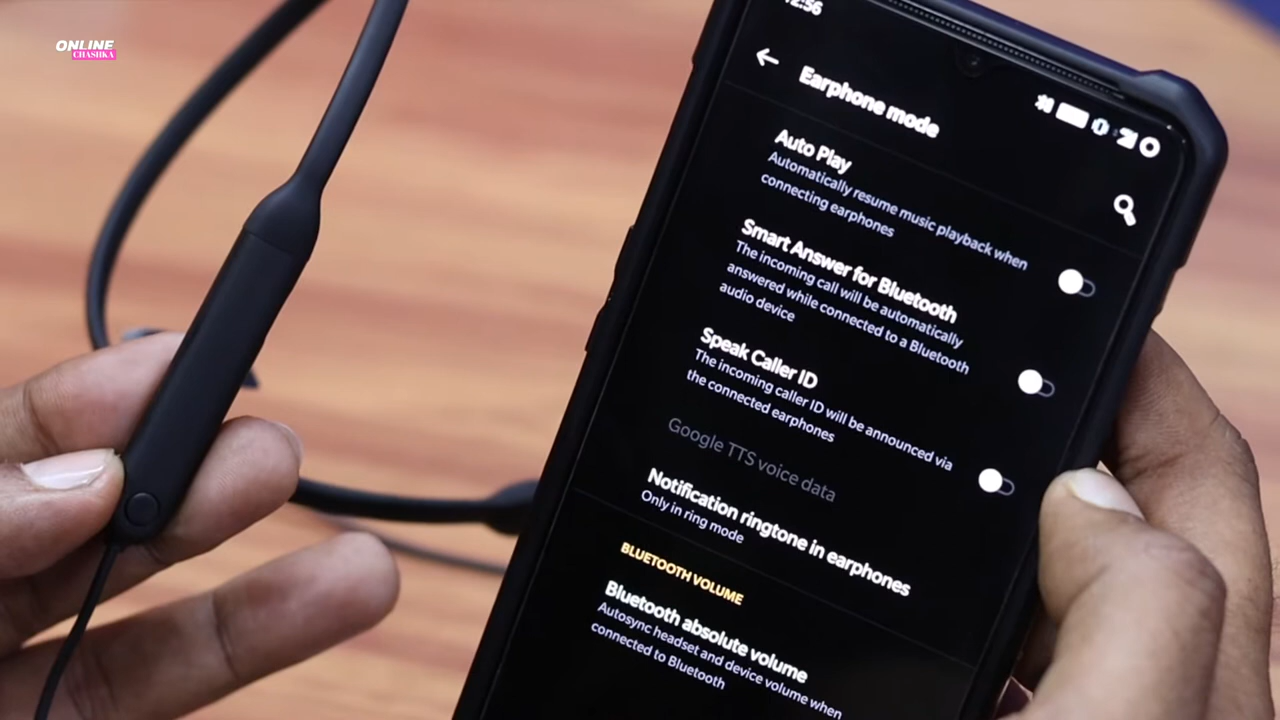 ONLINE
CHASHKA
12:56
Earphone mode
Auto Play
Automatically resume music playback when
connecting earphones
Smart Answer for Bluetooth
The incoming call will be automatically
answered while connected to a Bluetooth
audio device
Speak Caller ID
The incoming caller ID will be announced via
the connected earphones
Google TTS voice data
Notification ringtone in earphones
Only in ring mode
BLUETOOTH VOLUME
Bluetooth absolute volume
Autosync headset and device volume when
connected to Bluetooth